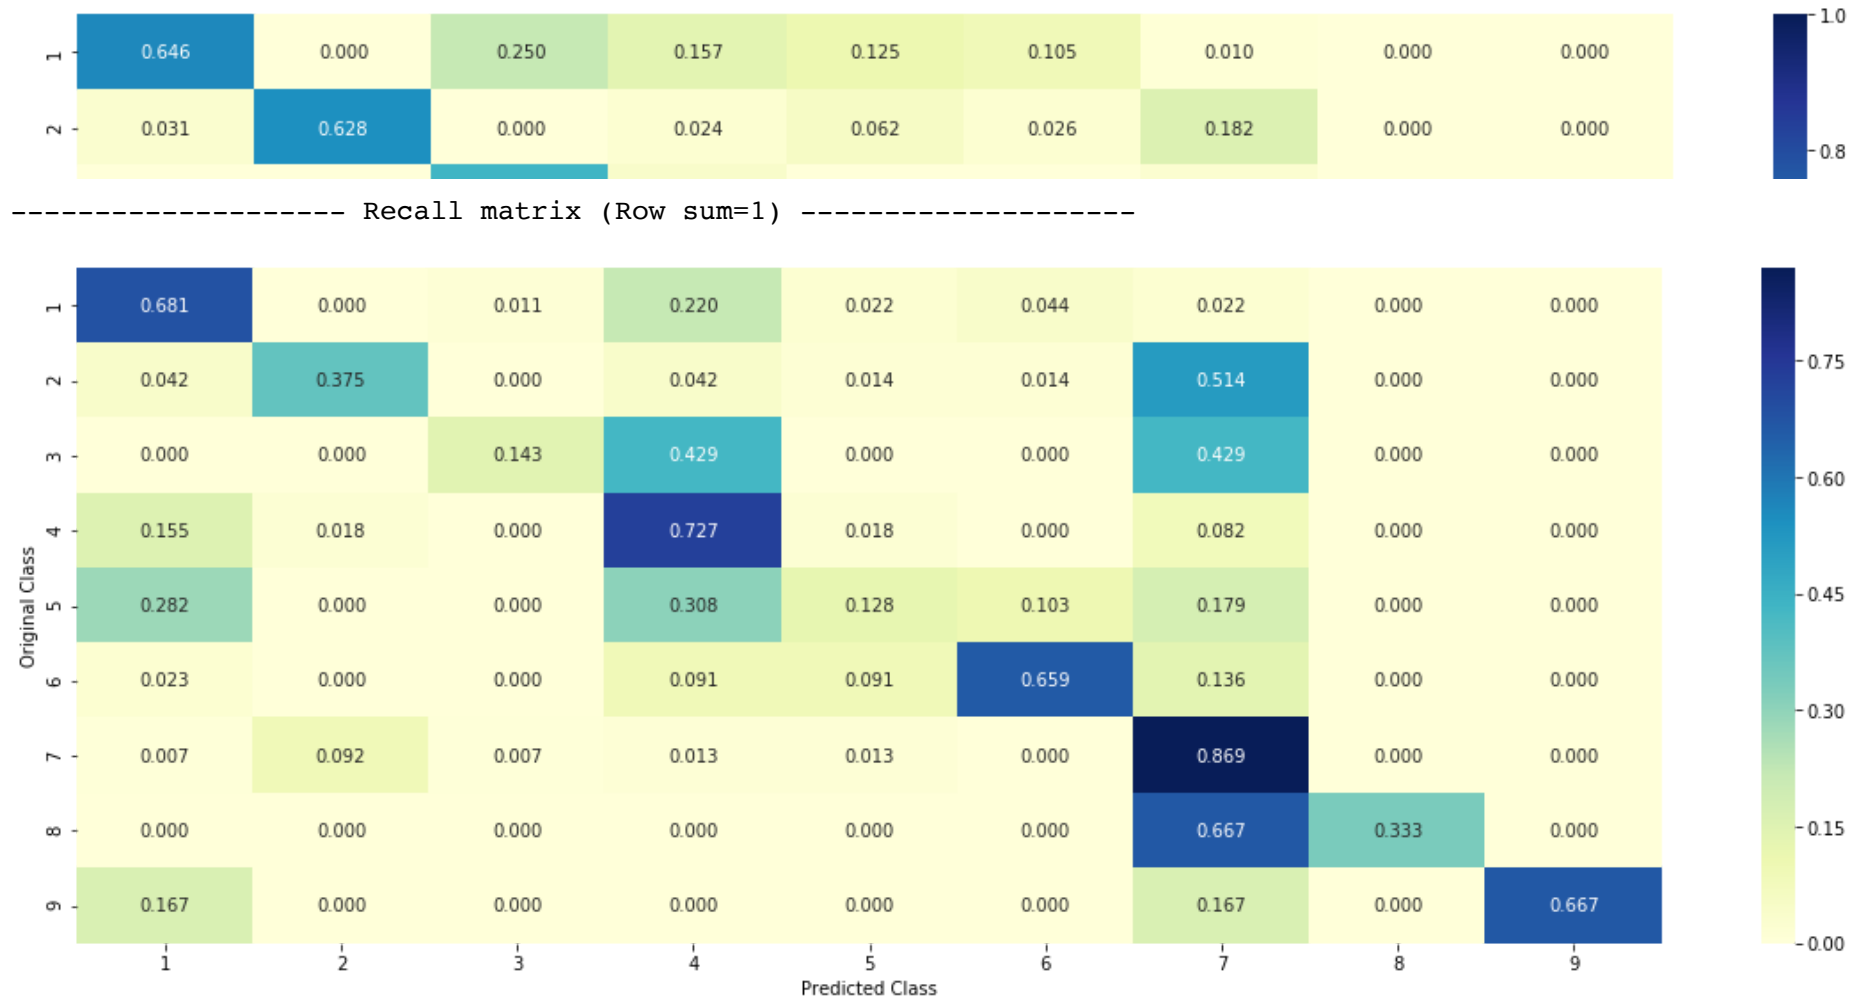 1 0.646 0.000 0.250 0.157 0.125 0.105 0.010 0.000 0.000 1.0
2 0.031 0.628 0.000 0.024 0.062 0.026 0.182 0.000 0.000 0.8
-------------------- Recall matrix (Row sum=1) --------------------
1 0.681 0.000 0.011 0.220 0.022 0.044 0.022 0.000 0.000
2 0.042 0.375 0.000 0.042 0.014 0.014 0.514 0.000 0.000 0.75
3 0.000 0.000 0.143 0.429 0.000 0.000 0.429 0.000 0.000 0.60
4 0.155 0.018 0.000 0.727 0.018 0.000 0.082 0.000 0.000
Original Class
5 0.282 0.000 0.000 0.308 0.128 0.103 0.179 0.000 0.000 0.45
6 0.023 0.000 0.000 0.091 0.091 0.659 0.136 0.000 0.000 0.30
7 0.007 0.092 0.007 0.013 0.013 0.000 0.869 0.000 0.000
8 0.000 0.000 0.000 0.000 0.000 0.000 0.667 0.333 0.000 0.15
9 0.167 0.000 0.000 0.000 0.000 0.000 0.167 0.000 0.667 0.00
1 2 3 4 5 6 7 8 9
Predicted Class